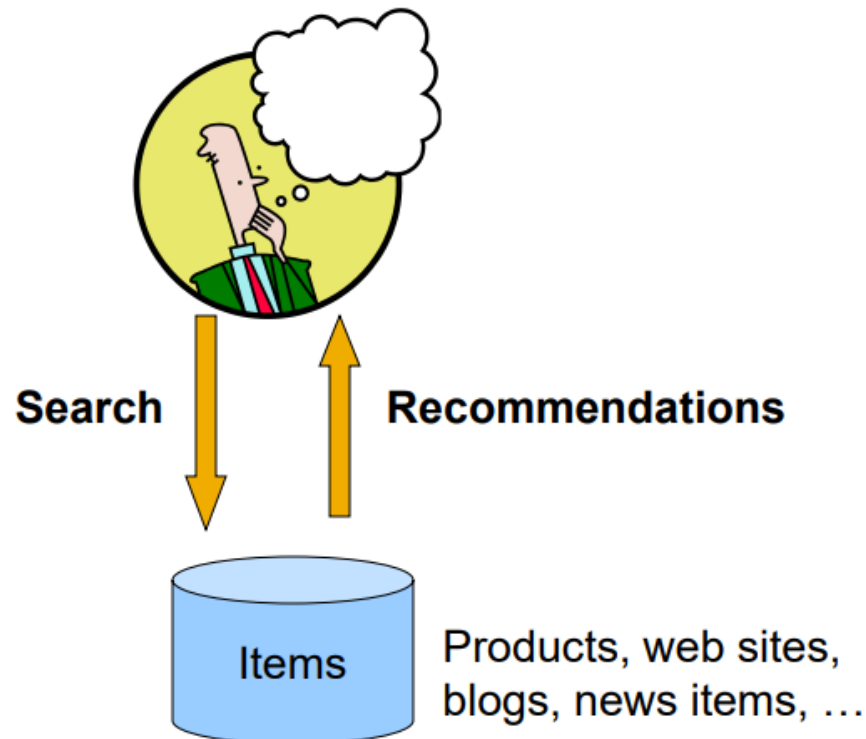 Search
Recommendations
Items
Products, web sites,
blogs, news items, …